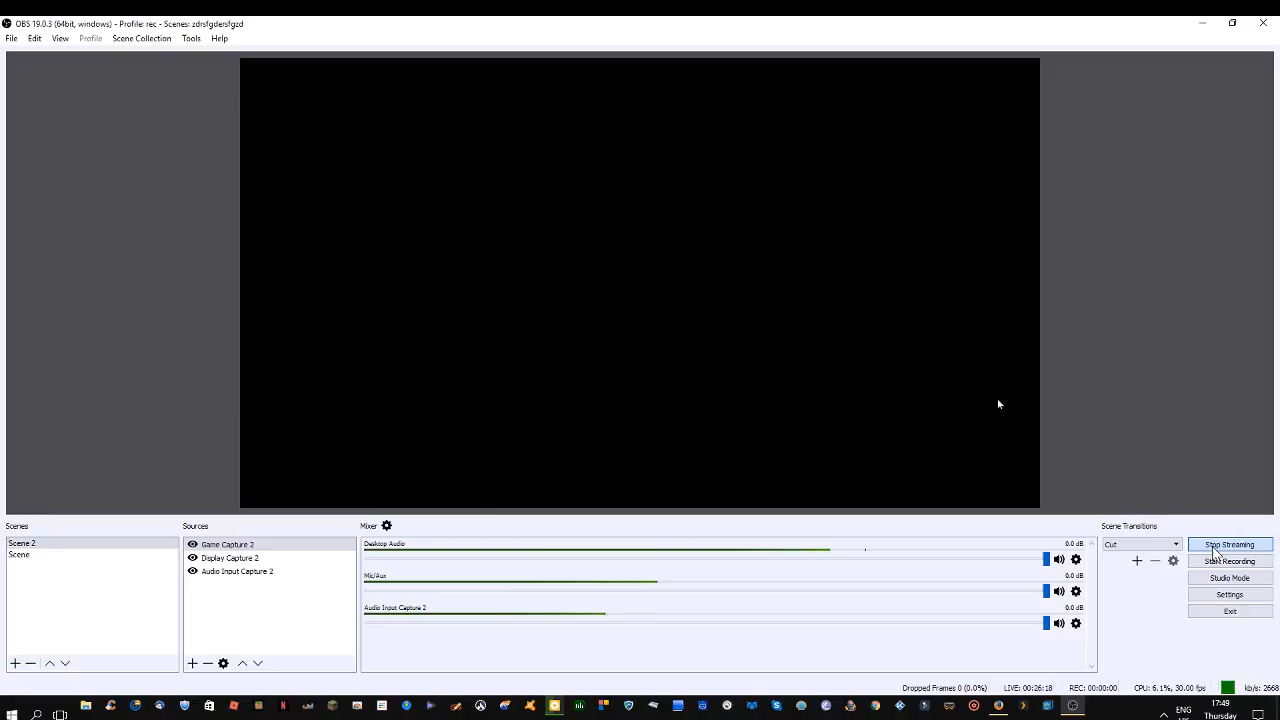 OBS 19.0.3 (64bit, windows) - Profile: rec - Scenes: zdrsfgdersfgzd
File Edit View Profile Scene Collection Tools Help
Scenes Sources Mixer Scene Transitions
Scene 2
Scene
Game Capture 2
Display Capture 2
Audio Input Capture 2
Desktop Audio 0.0 dB
Mic/Aux 0.0 dB
Audio Input Capture 2 0.0 dB
Cut
Stop Streaming
Start Recording
Studio Mode
Settings
Exit
Dropped Frames 0 (0.0%) LIVE: 00:26:18 REC: 00:00:00 CPU: 6.1%, 30.00 fps kb/s: 2668
ENG
17:49
Thursday